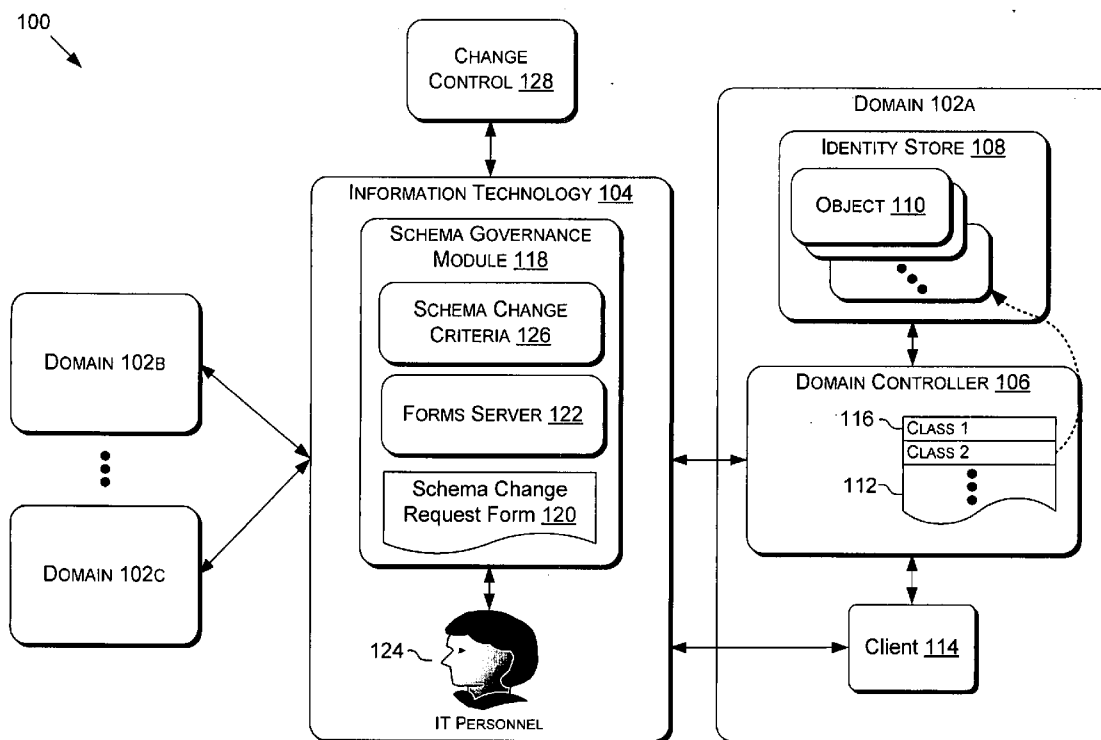 100
CHANGE
CONTROL 128
DOMAIN 102A
IDENTITY STORE 108
OBJECT 110
INFORMATION TECHNOLOGY 104
SCHEMA GOVERNANCE
MODULE 118
SCHEMA CHANGE
CRITERIA 126
FORMS SERVER 122
Schema Change
Request Form 120
124
IT PERSONNEL
DOMAIN 102B
DOMAIN 102C
DOMAIN CONTROLLER 106
116
CLASS 1
CLASS 2
112
Client 114